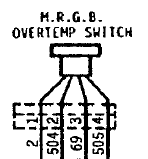 M.R.G.B.
OVERTEMP SWITCH
1 2 3 4
2 504 69 505